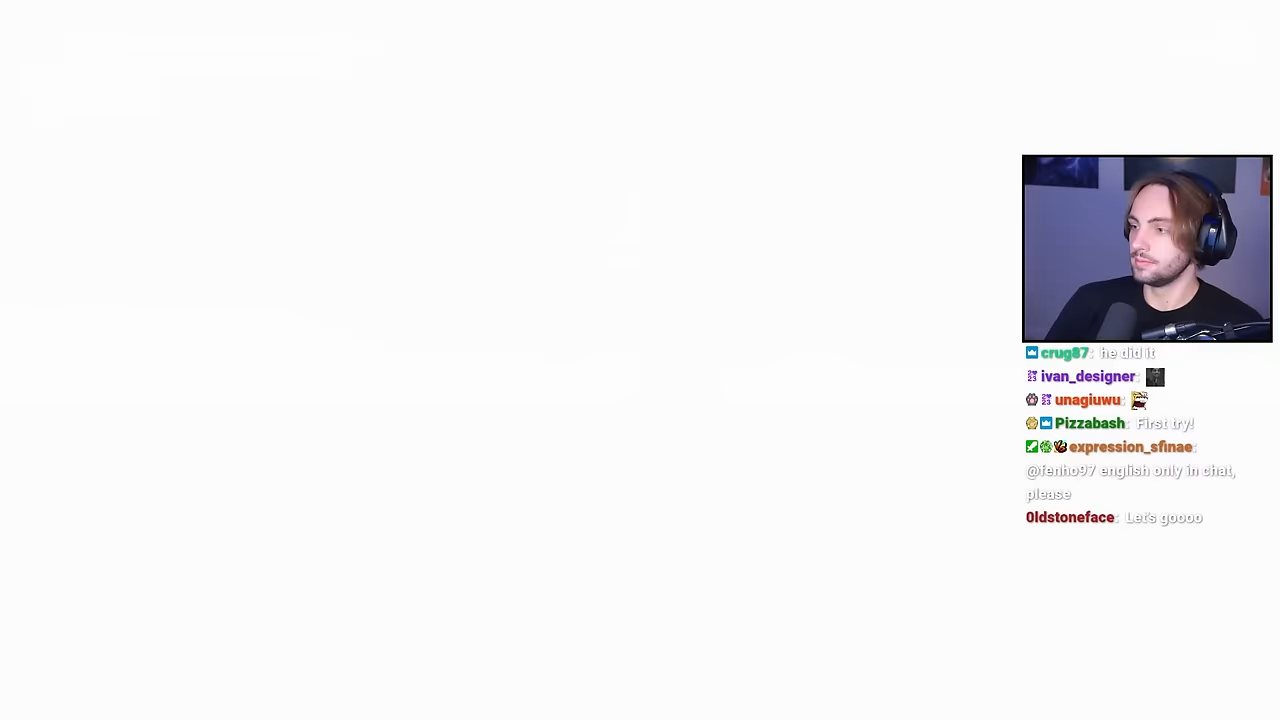 crug87: he did it
ivan_designer:
unagiuwu:
Pizzabash: First try!
expression_sfinae:
@fenho97 english only in chat,
please
0ldstoneface: Let's goooo